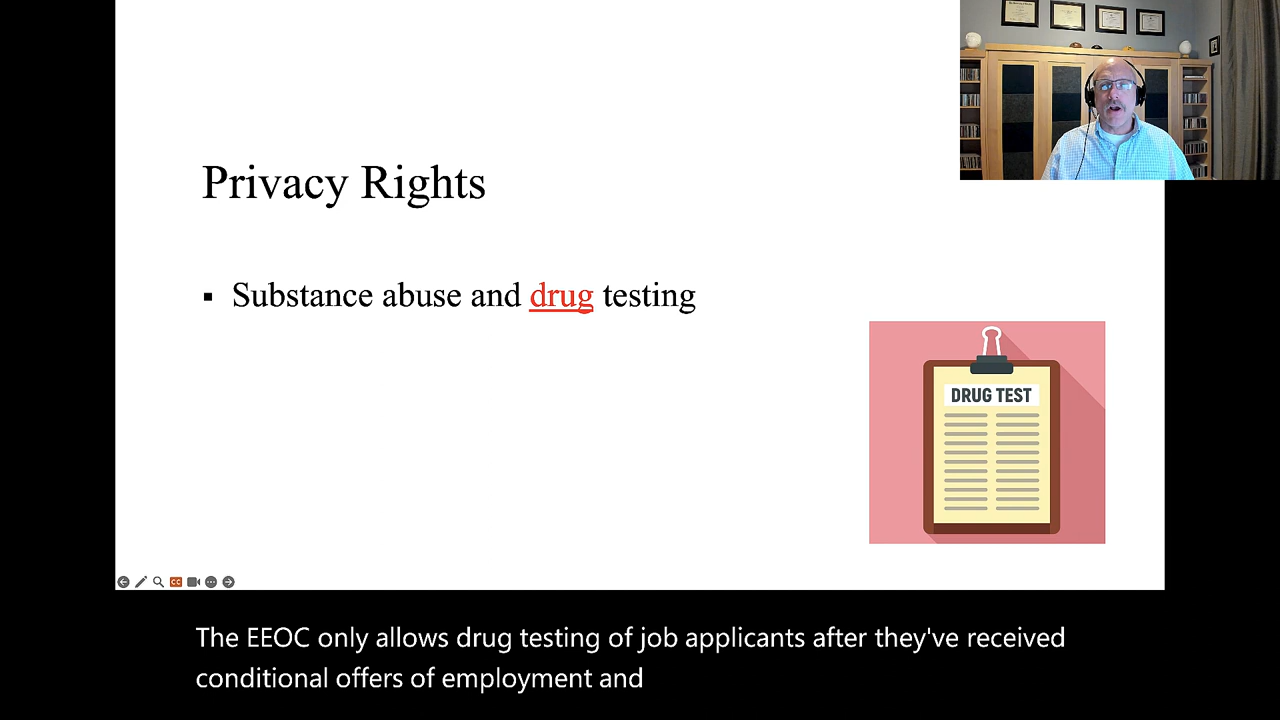 Privacy Rights
▪ Substance abuse and drug testing
DRUG TEST
CC
The EEOC only allows drug testing of job applicants after they've received
conditional offers of employment and